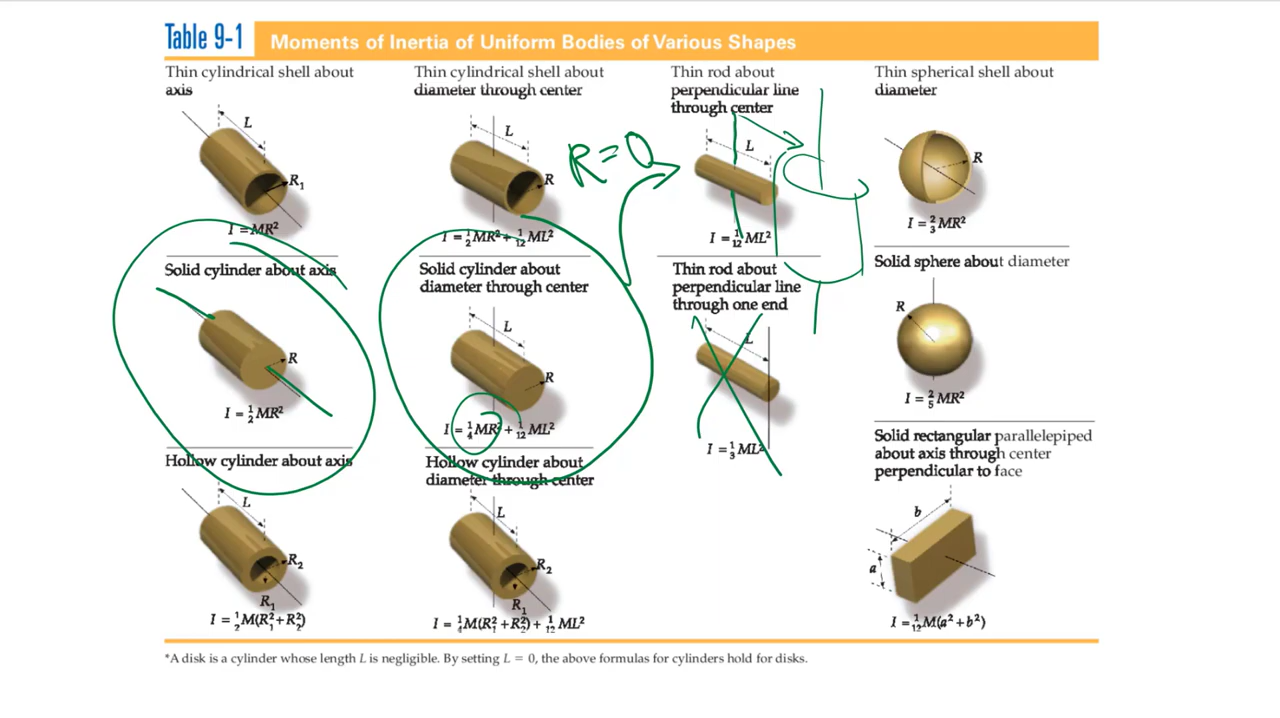 Table 9-1 Moments of Inertia of Uniform Bodies of Various Shapes
Thin cylindrical shell about
axis
L
R₁
I = MR²
Thin cylindrical shell about
diameter through center
L
R
I = ½MR² + 1/12 ML²
R=0
Thin rod about
perpendicular line
through center
L
I = 1/12 ML²
Thin spherical shell about
diameter
R
I = ⅔MR²
Solid cylinder about axis
R
I = ½MR²
Solid cylinder about
diameter through center
L
R
I = ¼MR² + 1/12 ML²
Thin rod about
perpendicular line
through one end
L
I = ⅓ML²
Solid sphere about diameter
R
I = ⅖MR²
Hollow cylinder about axis
L
R₂
R₁
I = ½M(R₁² + R₂²)
Hollow cylinder about
diameter through center
L
R₂
R₁
I = ¼M(R₁² + R₂²) + 1/12 ML²
Solid rectangular parallelepiped
about axis through center
perpendicular to face
b
a
I = 1/12 M(a² + b²)
*A disk is a cylinder whose length L is negligible. By setting L = 0, the above formulas for cylinders hold for disks.